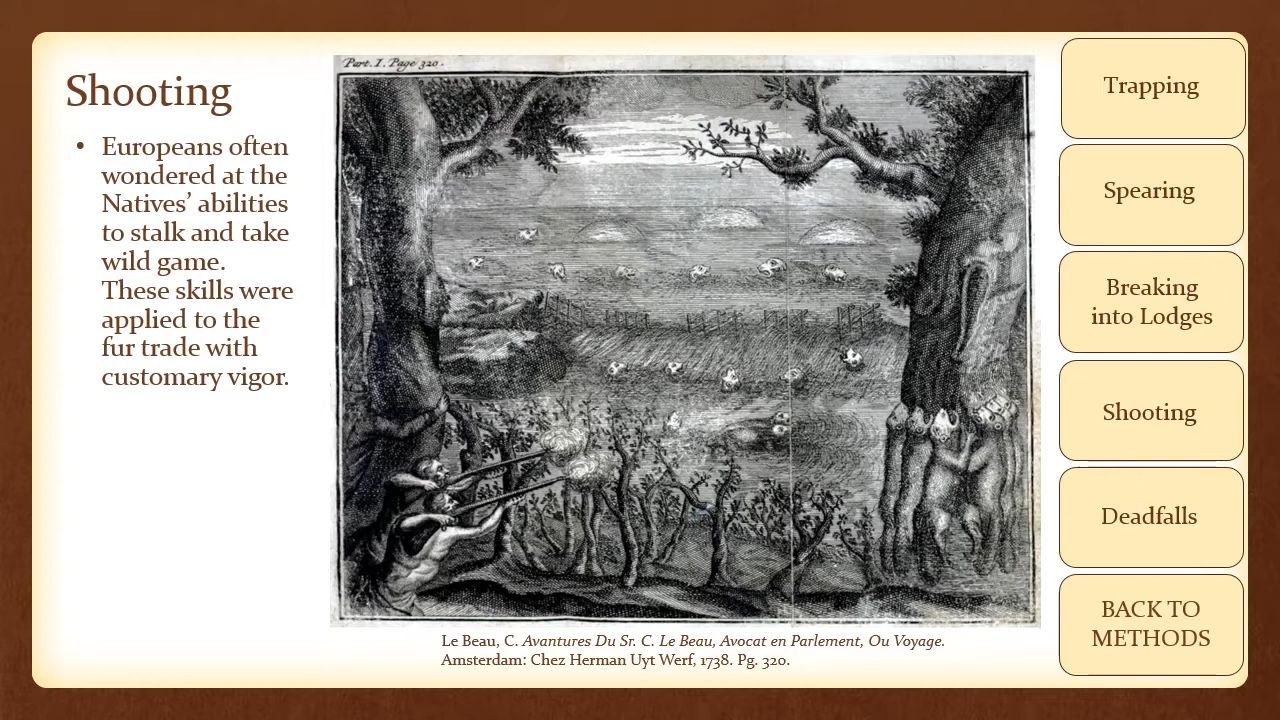 Shooting
• Europeans often
wondered at the
Natives’ abilities
to stalk and take
wild game.
These skills were
applied to the
fur trade with
customary vigor.
Part. I. Page 320.
Le Beau, C. Avantures Du Sr. C. Le Beau, Avocat en Parlement, Ou Voyage.
Amsterdam: Chez Herman Uyt Werf, 1738. Pg. 320.
Trapping
Spearing
Breaking
into Lodges
Shooting
Deadfalls
BACK TO
METHODS